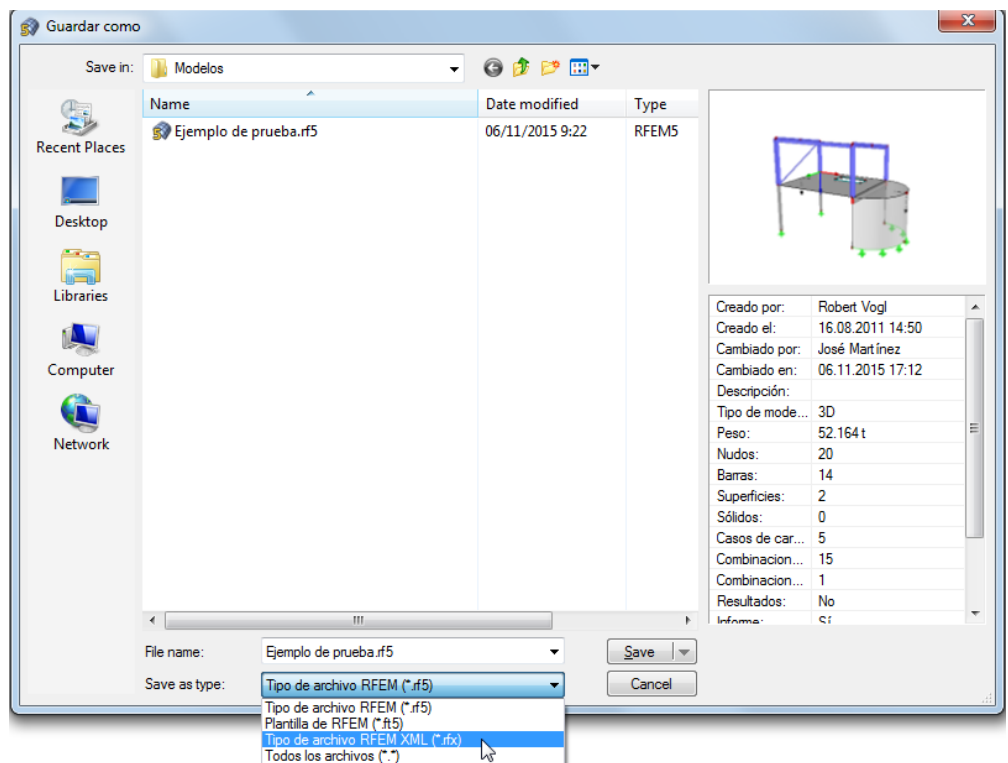 Guardar como
Save in:
Modelos
Recent Places
Desktop
Libraries
Computer
Network
Name
Date modified
Type
Ejemplo de prueba.rf5
06/11/2015 9:22
RFEM5
Creado por: Robert Vogl
Creado el: 16.08.2011 14:50
Cambiado por: José Martínez
Cambiado en: 06.11.2015 17:12
Descripción:
Tipo de mode... 3D
Peso: 52.164 t
Nudos: 20
Barras: 14
Superficies: 2
Sólidos: 0
Casos de car... 5
Combinacion... 15
Combinacion... 1
Resultados: No
Informe: Sí
File name: Ejemplo de prueba.rf5
Save
Save as type: Tipo de archivo RFEM (*.rf5)
Cancel
Tipo de archivo RFEM (*.rf5)
Plantilla de RFEM (*.ft5)
Tipo de archivo RFEM XML (*.rfx)
Todos los archivos (*.*)